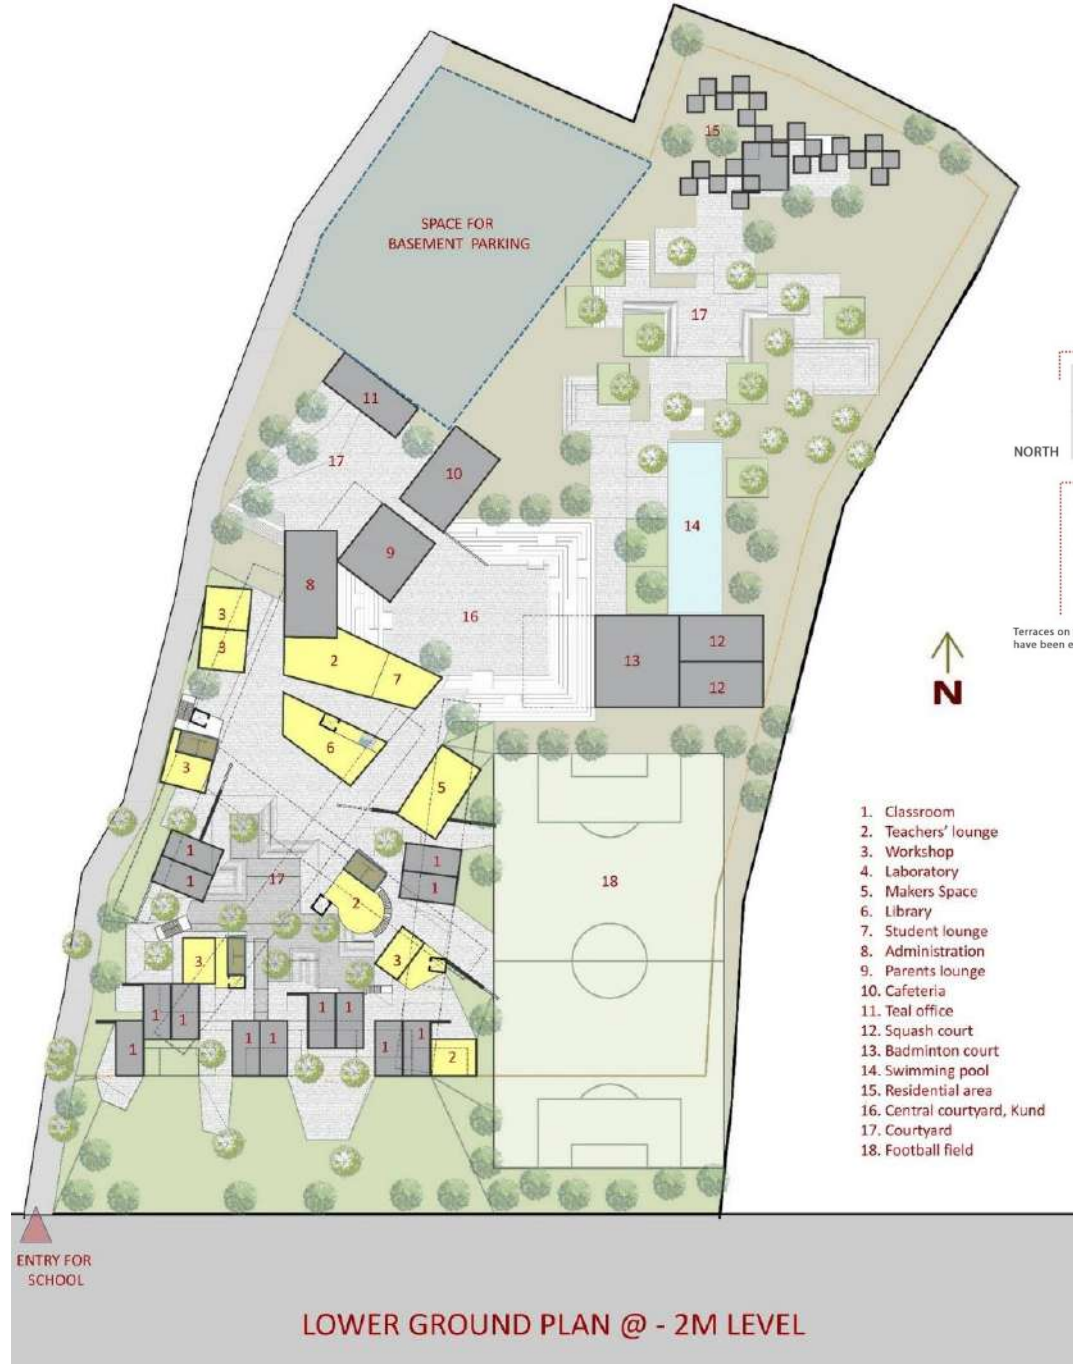 15
SPACE FOR
BASEMENT PARKING
17
11
17
10
NORTH
14
9
8
3
16
12
3
2
13
7
12
Terraces on
have been e
N
6
3
5
1
1
1
17
1
18
2
3
3
1
1
1
1
1
1
1
1
1
1
2
1. Classroom
2. Teachers' lounge
3. Workshop
4. Laboratory
5. Makers Space
6. Library
7. Student lounge
8. Administration
9. Parents lounge
10. Cafeteria
11. Teal office
12. Squash court
13. Badminton court
14. Swimming pool
15. Residential area
16. Central courtyard, Kund
17. Courtyard
18. Football field
ENTRY FOR
SCHOOL
LOWER GROUND PLAN @ - 2M LEVEL